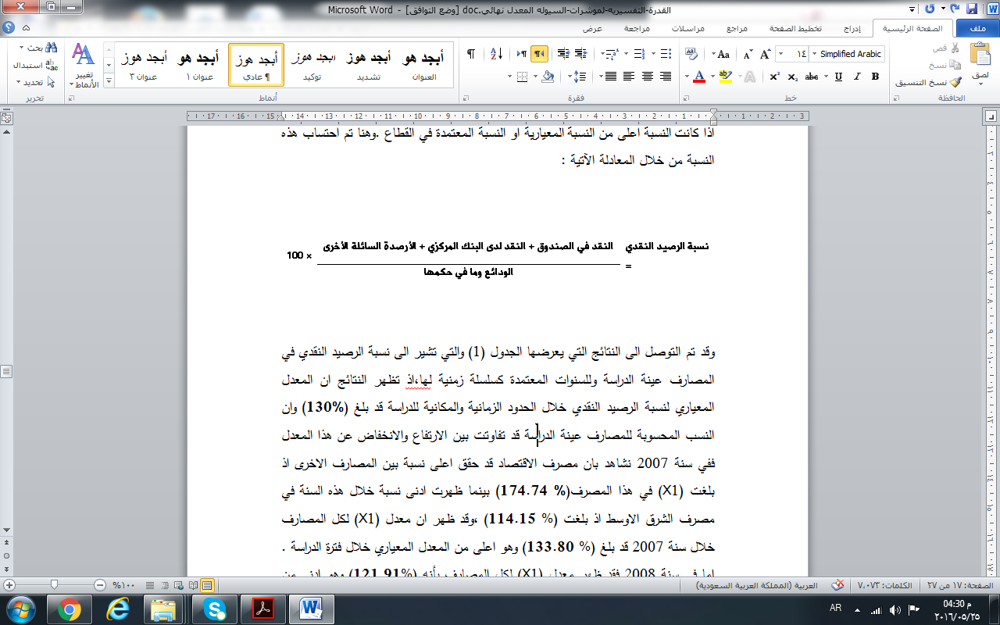 القدرة-التفسيريه-لموشرات-السيوله المعدل نهائي.doc [وضع التوافق] - Microsoft Word
ملف الصفحة الرئيسية إدراج تخطيط الصفحة مراجع مراسلات مراجعة عرض
لصق
قص
نسخ
نسخ التنسيق
الحافظة
Simplified Arabic ١٤
خط
فقرة
أبجد هوز العنوان
أبجد هوز تشديد
أبجد هوز توكيد
أبجد هوز ¶ عادي
أبجد هوز عنوان ١
أبجد هوز عنوان ٣
أنماط
تغيير الأنماط
بحث
استبدال
تحديد
تحرير
اذا كانت النسبة اعلى من النسبة المعيارية او النسبة المعتمدة في القطاع .وهنا تم احتساب هذه
النسبة من خلال المعادلة الآتية :
نسبة الرصيد النقدي =
النقد في الصندوق + النقد لدى البنك المركزي + الأرصدة السائلة الأخرى
الودائع وما في حكمها
× 100
وقد تم التوصل الى النتائج التي يعرضها الجدول (1) والتي تشير الى نسبة الرصيد النقدي في
المصارف عينة الدراسة وللسنوات المعتمدة كسلسلة زمنية لها،اذ تظهر النتائج ان المعدل
المعياري لنسبة الرصيد النقدي خلال الحدود الزمانية والمكانية للدراسة قد بلغ (130%) وان
النسب المحسوبة للمصارف عينة الدراسة قد تفاوتت بين الارتفاع والانخفاض عن هذا المعدل
ففي سنة 2007 نشاهد بان مصرف الاقتصاد قد حقق اعلى نسبة بين المصارف الاخرى اذ
بلغت (X1) في هذا المصرف(% 174.74) بينما ظهرت ادنى نسبة خلال هذه السنة في
مصرف الشرق الاوسط اذ بلغت (% 114.15) ،وقد ظهر ان معدل (X1) لكل المصارف
خلال سنة 2007 قد بلغ (% 133.80) وهو اعلى من المعدل المعياري خلال فترة الدراسة .
اما في سنة 2008 فقد ظهر معدل (X1) لكل المصارف بأنه (121.91%) وهو ادنى من
الصفحة: ١٧ من ٢٧ الكلمات: ٧،٠٧٣ العربية (المملكة العربية السعودية) ١٠٠%
AR
04:30 م
٢٠١٦/٠٥/٢٥